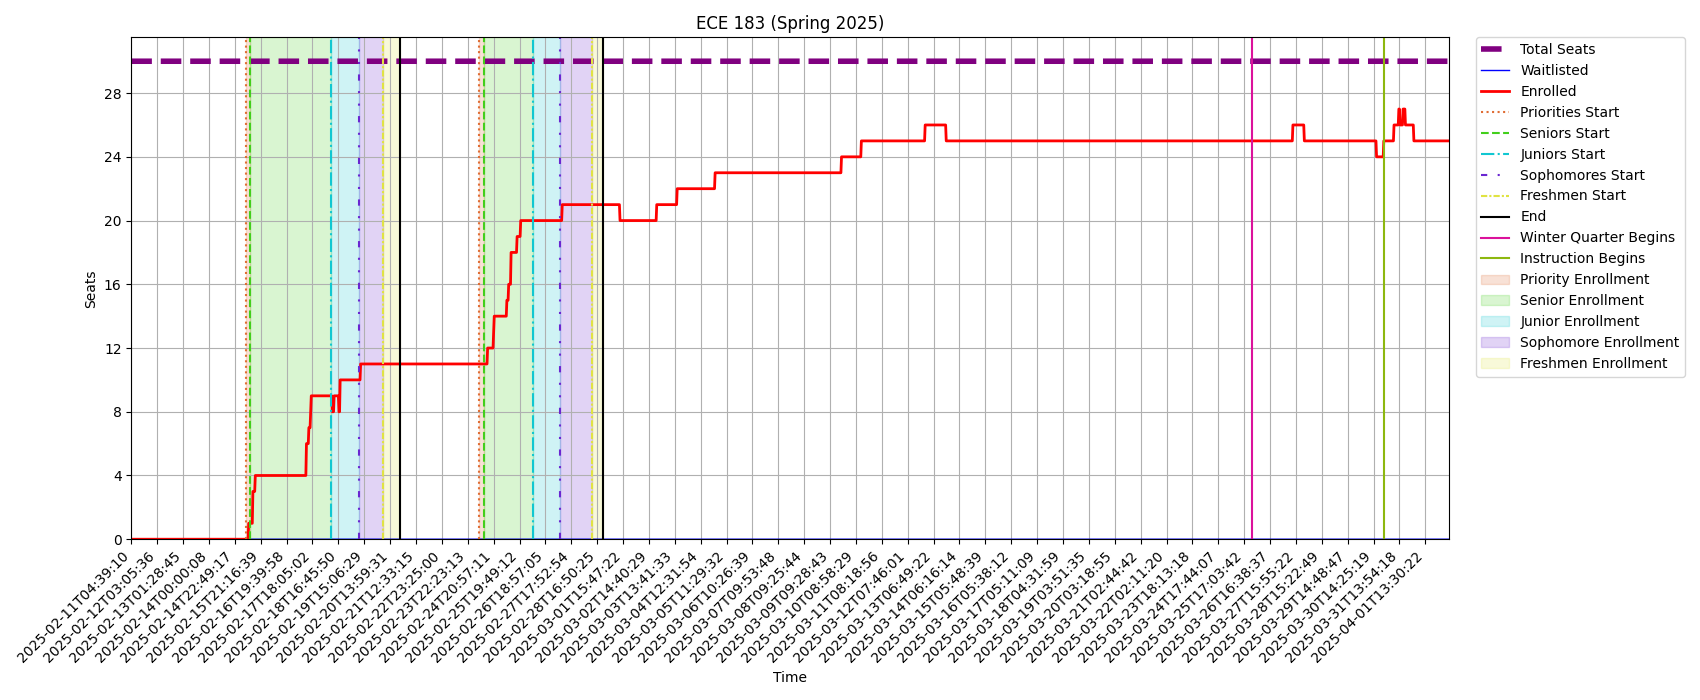 ECE 183 (Spring 2025)
Seats
28
24
20
16
12
8
4
0
2025-02-11T04:39:10
2025-02-12T03:05:36
2025-02-13T01:28:45
2025-02-14T00:00:08
2025-02-14T22:49:17
2025-02-15T21:16:39
2025-02-16T19:39:58
2025-02-17T18:05:02
2025-02-18T16:45:50
2025-02-19T15:06:29
2025-02-20T13:59:31
2025-02-21T12:33:15
2025-02-23T00:25:00
2025-02-23T22:23:13
2025-02-24T20:57:11
2025-02-25T19:49:12
2025-02-26T18:57:05
2025-02-27T17:52:54
2025-02-28T16:50:25
2025-03-01T15:47:22
2025-03-02T14:40:29
2025-03-03T13:41:33
2025-03-04T12:31:54
2025-03-05T11:29:32
2025-03-06T10:26:39
2025-03-07T09:53:48
2025-03-08T09:25:44
2025-03-09T09:28:43
2025-03-10T08:58:29
2025-03-11T08:18:56
2025-03-12T07:46:01
2025-03-13T06:49:22
2025-03-14T06:16:14
2025-03-15T05:48:39
2025-03-16T05:38:12
2025-03-17T05:11:09
2025-03-18T04:31:59
2025-03-19T03:51:35
2025-03-20T03:18:55
2025-03-21T02:44:42
2025-03-22T02:11:20
2025-03-23T18:13:18
2025-03-24T17:44:07
2025-03-25T17:03:42
2025-03-26T16:38:37
2025-03-27T15:55:22
2025-03-28T15:22:49
2025-03-29T14:48:47
2025-03-30T14:25:19
2025-03-31T13:54:18
2025-04-01T13:30:22
Time
Total Seats
Waitlisted
Enrolled
Priorities Start
Seniors Start
Juniors Start
Sophomores Start
Freshmen Start
End
Winter Quarter Begins
Instruction Begins
Priority Enrollment
Senior Enrollment
Junior Enrollment
Sophomore Enrollment
Freshmen Enrollment